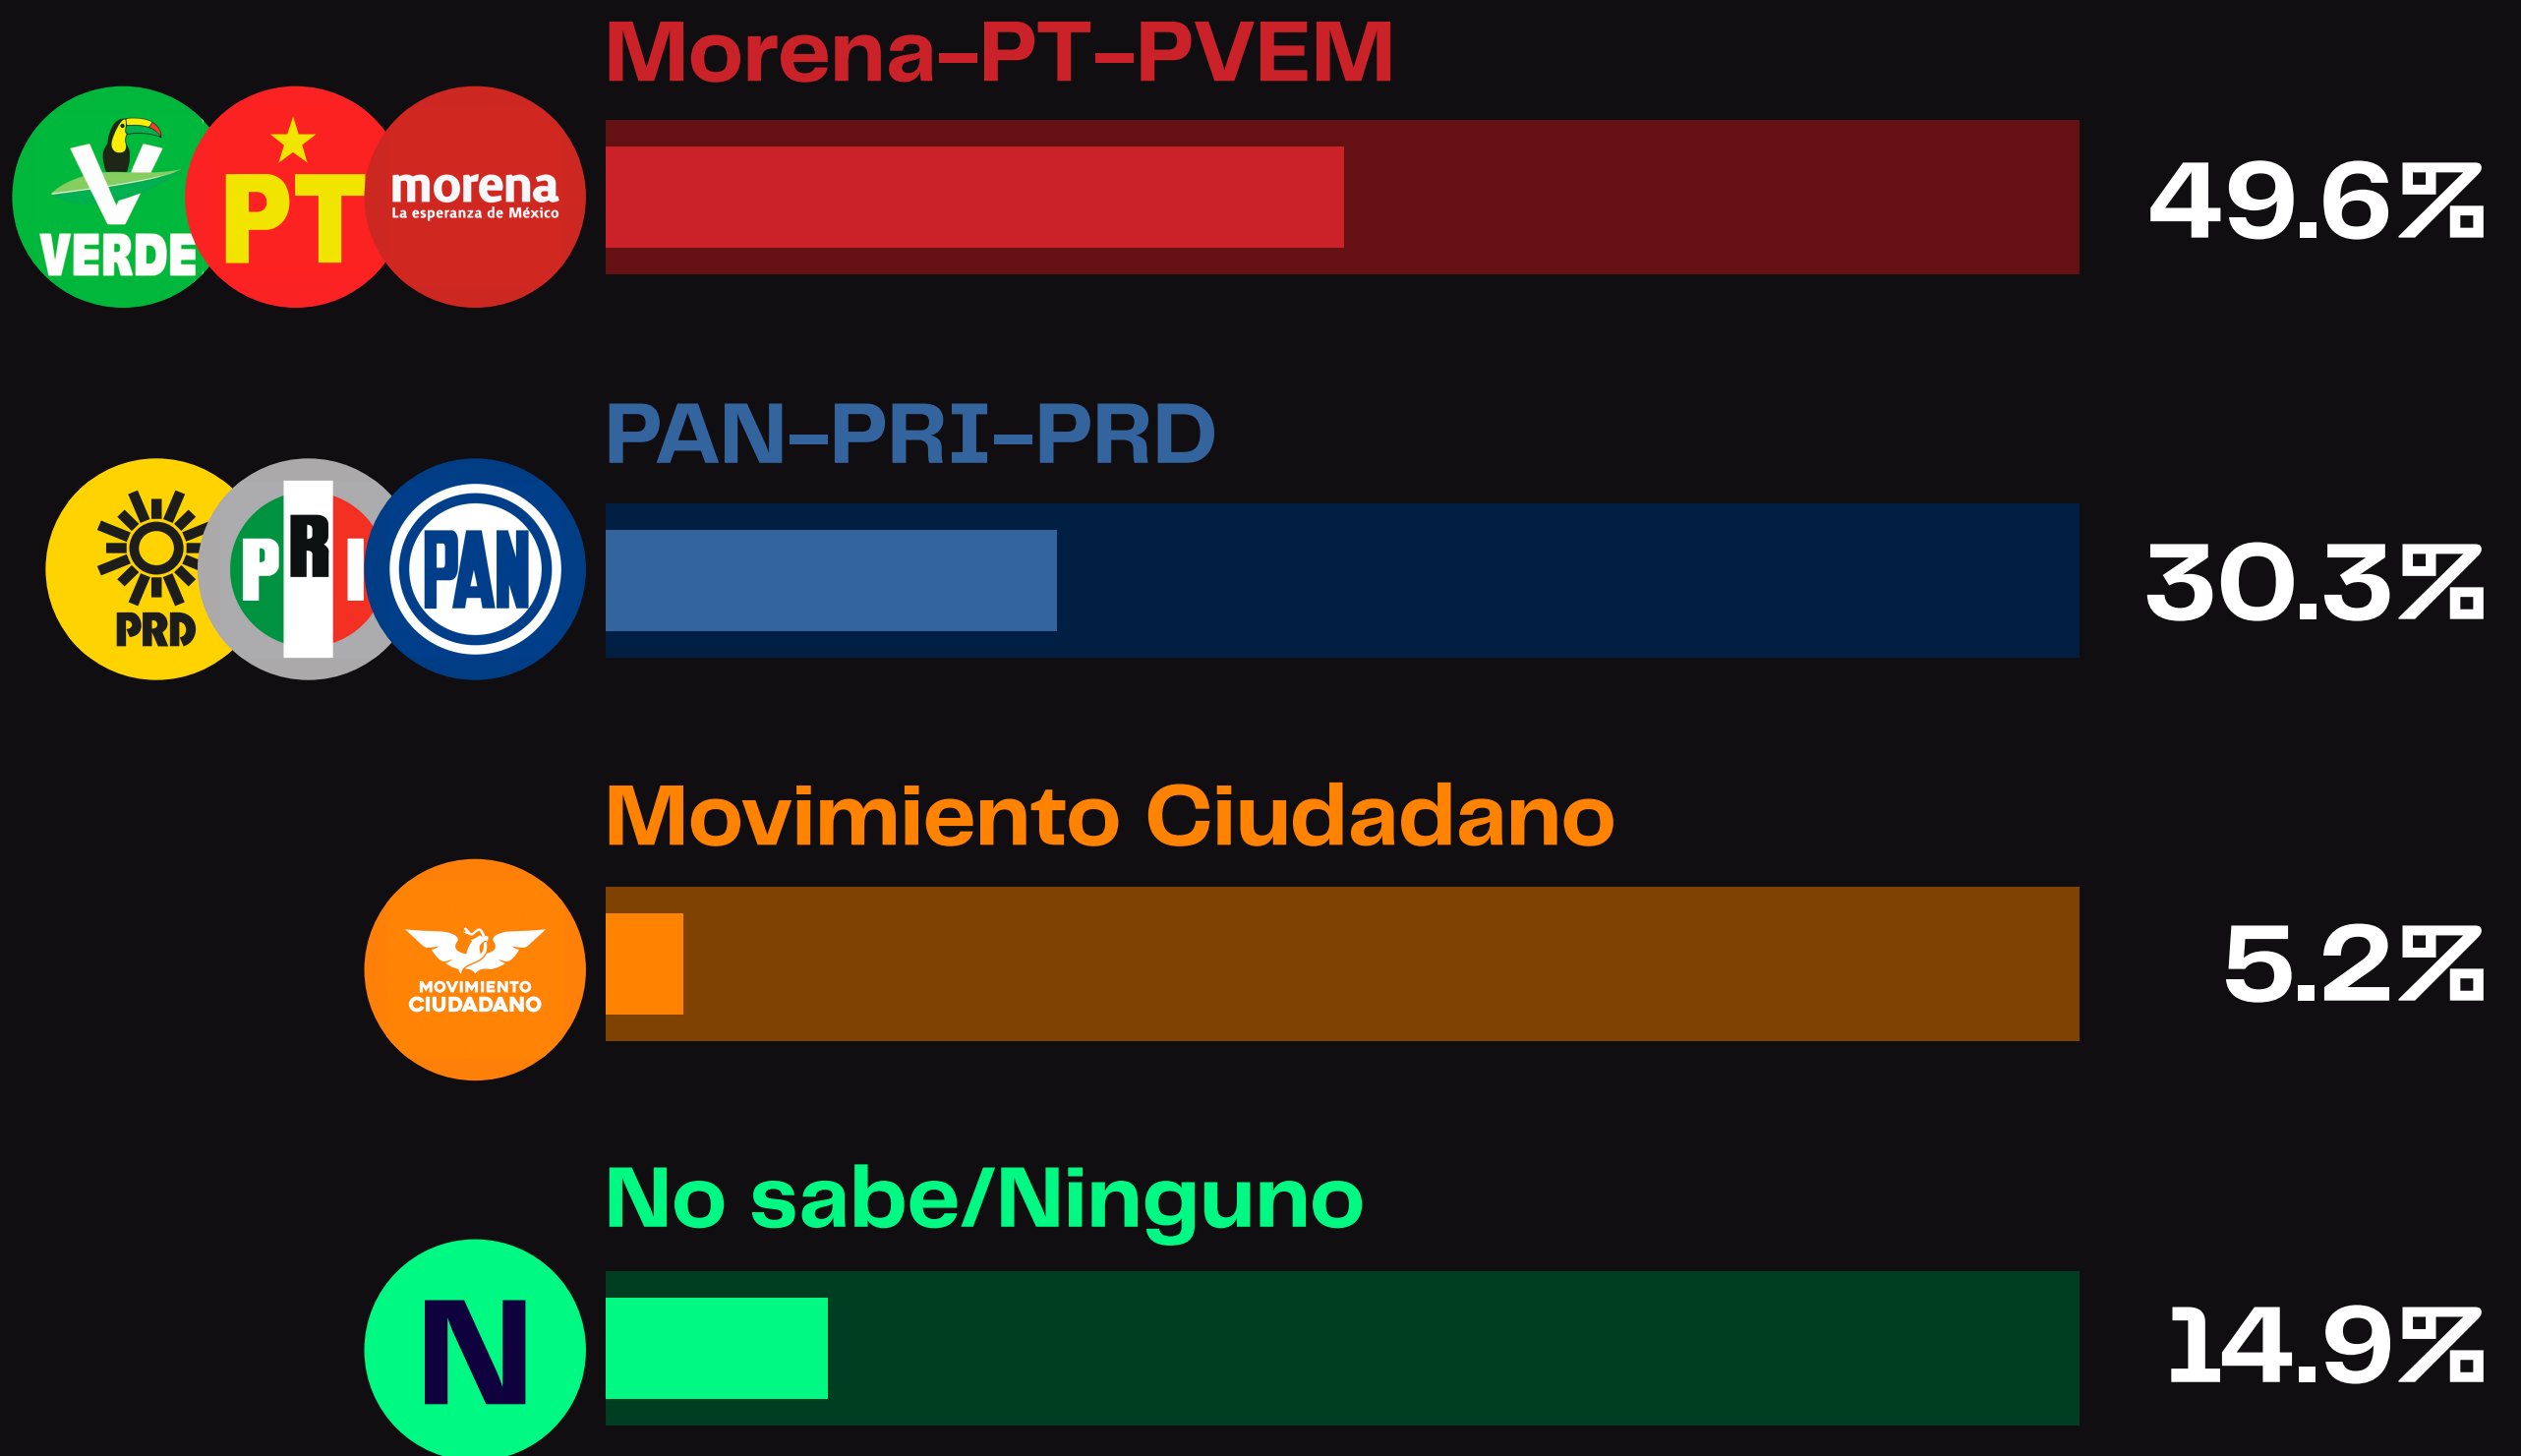 Morena–PT–PVEM
VERDE
PT
morena
La esperanza de México
49.6%
PAN–PRI–PRD
PRD
PRI
PAN
30.3%
Movimiento Ciudadano
MOVIMIENTO
CIUDADANO
5.2%
No sabe/Ninguno
N
14.9%